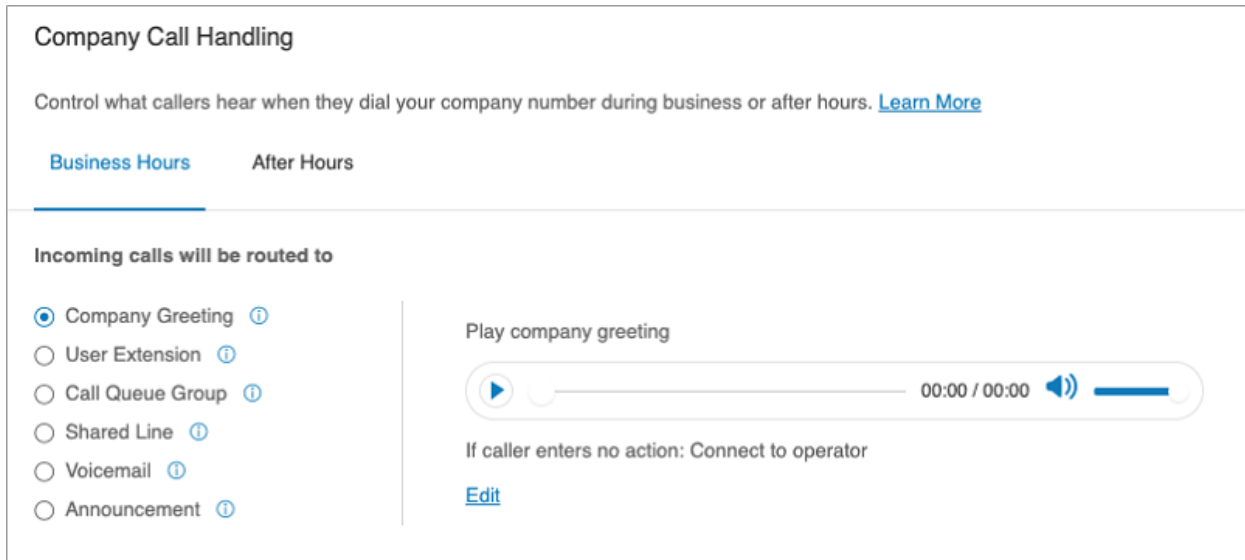 Company Call Handling
Control what callers hear when they dial your company number during business or after hours. Learn More
Business Hours After Hours
Incoming calls will be routed to
Company Greeting
User Extension
Call Queue Group
Shared Line
Voicemail
Announcement
Play company greeting
00:00 / 00:00
If caller enters no action: Connect to operator
Edit